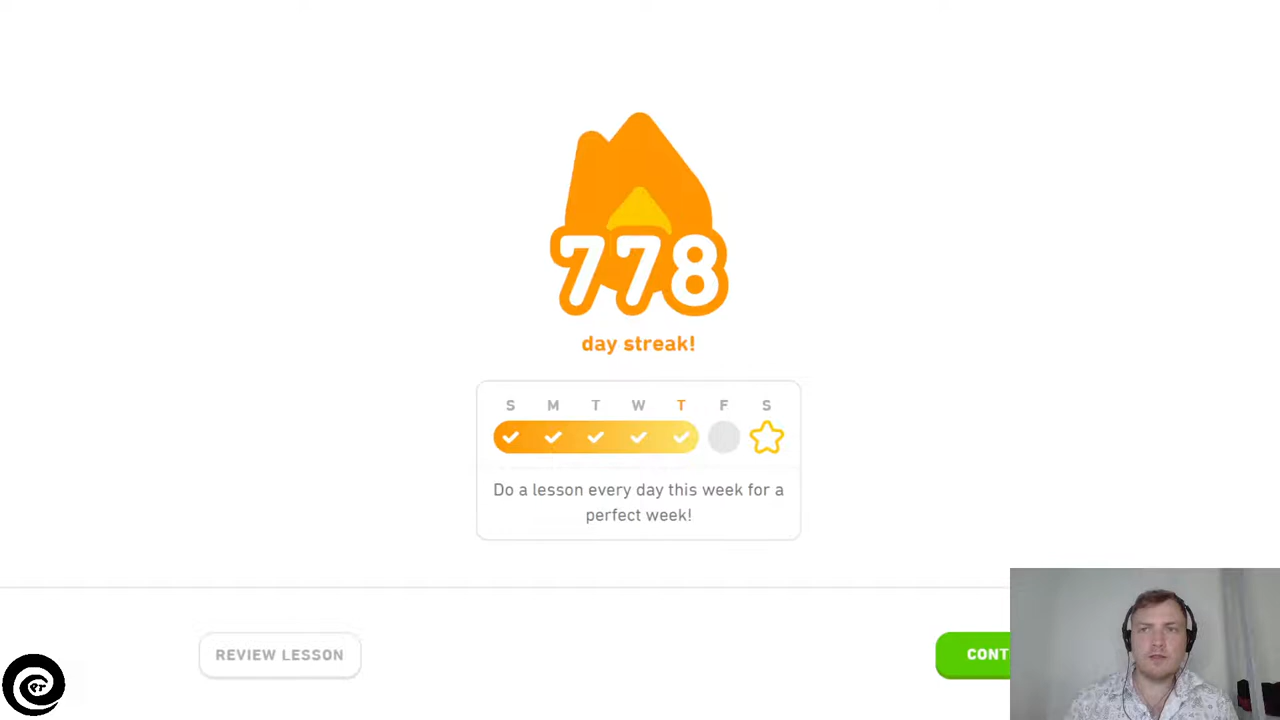 778
day streak!
S M T W T F S
Do a lesson every day this week for a
perfect week!
REVIEW LESSON
CONT